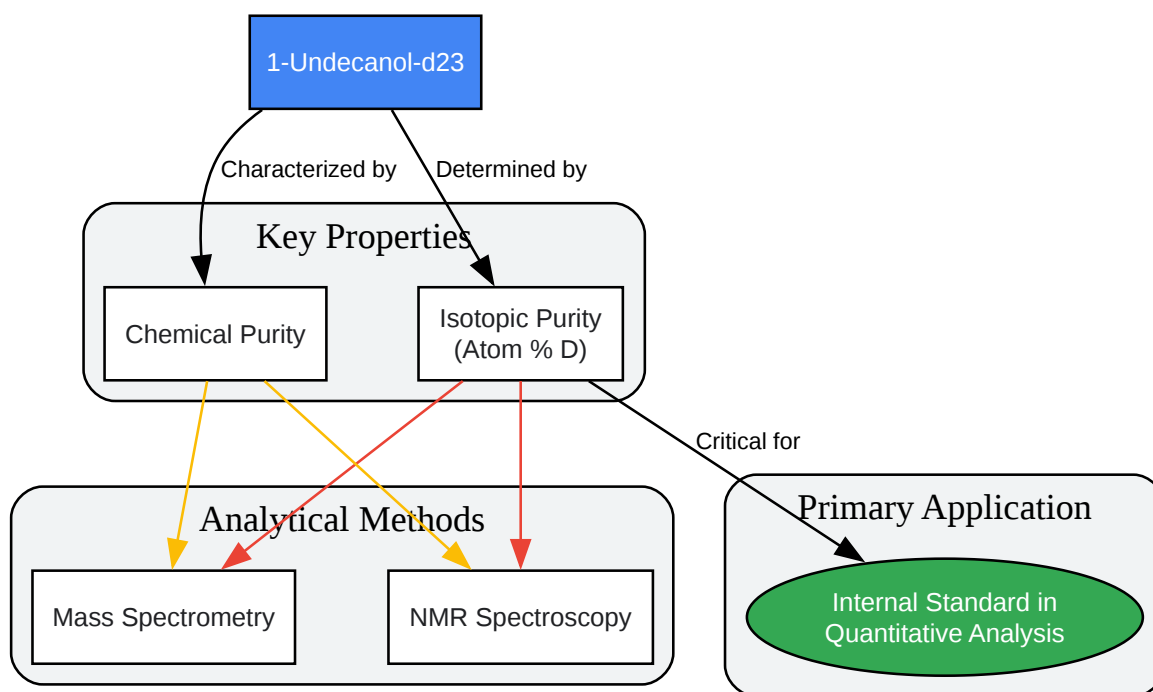 1-Undecanol-d23
Characterized by
Determined by
Key Properties
Chemical Purity
Isotopic Purity
(Atom % D)
Critical for
Analytical Methods
Primary Application
Mass Spectrometry
NMR Spectroscopy
Internal Standard in
Quantitative Analysis